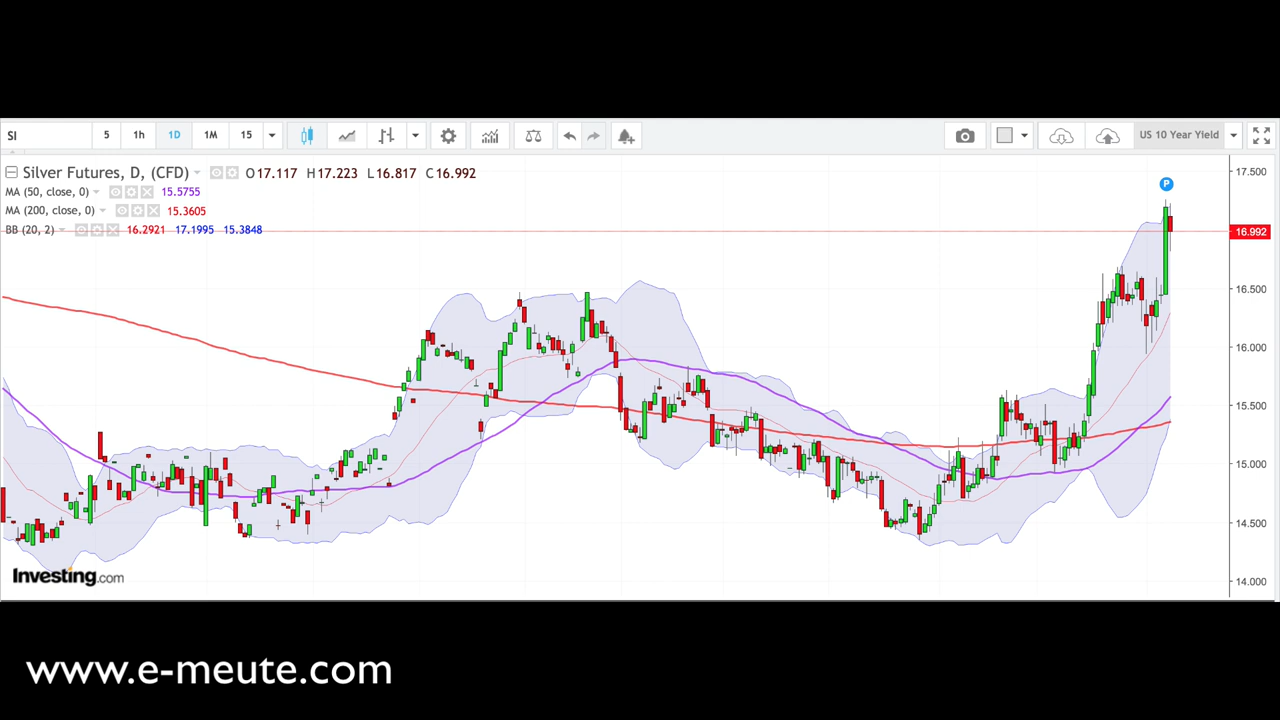 SI 5 1h 1D 1M 15 US 10 Year Yield
Silver Futures, D, (CFD) O17.117 H17.223 L16.817 C16.992
MA (50, close, 0) 15.5755
MA (200, close, 0) 15.3605
BB (20, 2) 16.2921 17.1995 15.3848
P
17.500
16.992
16.500
16.000
15.500
15.000
14.500
14.000
Investing.com
www.e-meute.com